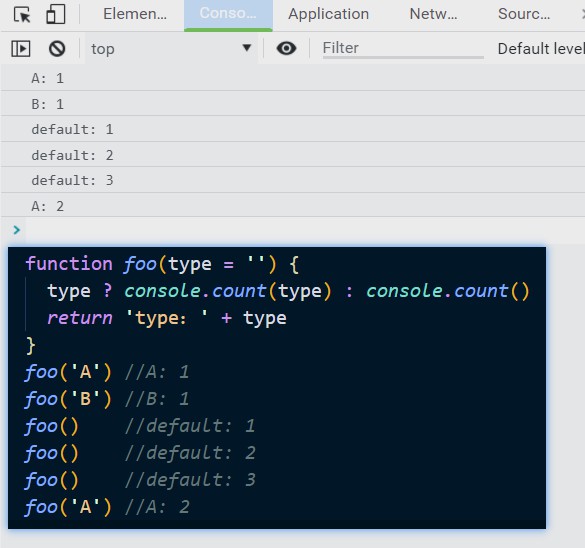 Elemen... Conso... Application Netw... Sourc...
top Filter Default level
A: 1
B: 1
default: 1
default: 2
default: 3
A: 2
>
function foo(type = '') {
  type ? console.count(type) : console.count()
  return 'type: ' + type
}
foo('A') //A: 1
foo('B') //B: 1
foo()    //default: 1
foo()    //default: 2
foo()    //default: 3
foo('A') //A: 2